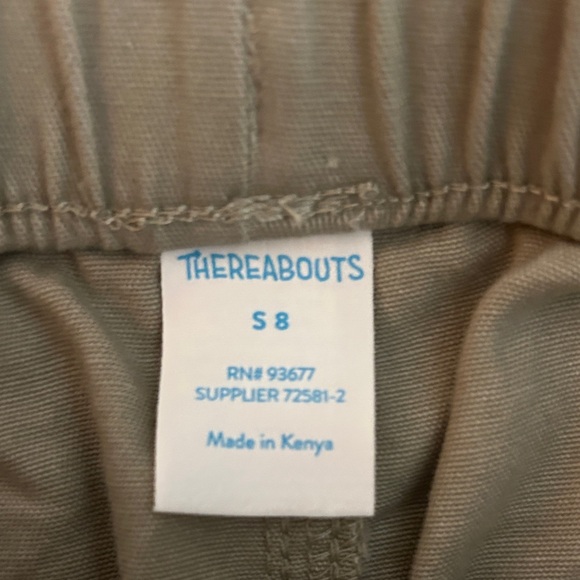 THEREABOUTS
S 8
RN# 93677
SUPPLIER 72581-2
Made in Kenya